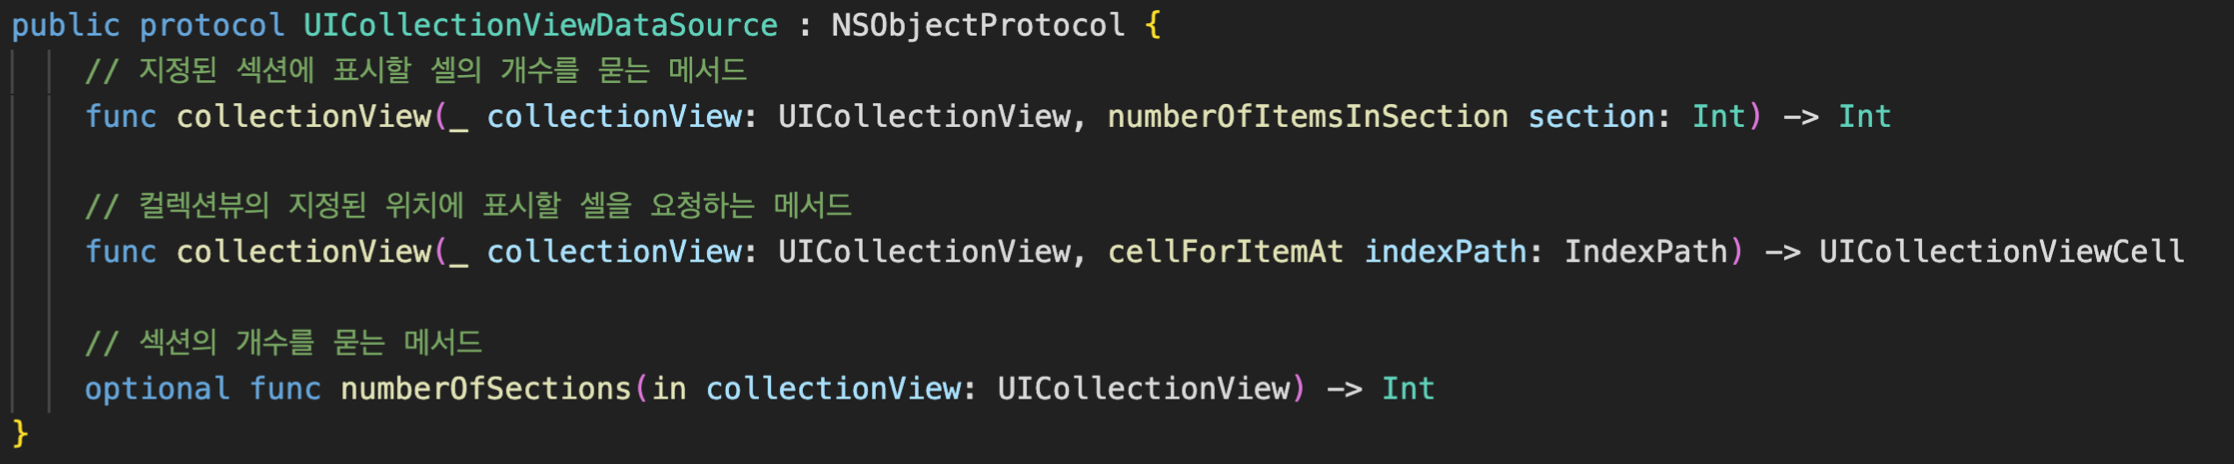 public protocol UICollectionViewDataSource : NSObjectProtocol {
// 지정된 섹션에 표시할 셀의 개수를 묻는 메서드
func collectionView(_ collectionView: UICollectionView, numberOfItemsInSection section: Int) -> Int
// 컬렉션뷰의 지정된 위치에 표시할 셀을 요청하는 메서드
func collectionView(_ collectionView: UICollectionView, cellForItemAt indexPath: IndexPath) -> UICollectionViewCell
// 섹션의 개수를 묻는 메서드
optional func numberOfSections(in collectionView: UICollectionView) -> Int
}